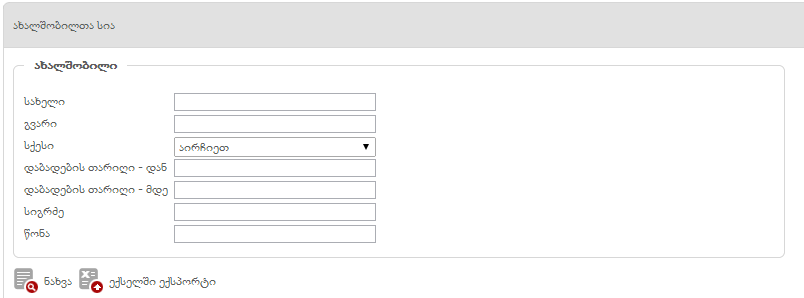 ახალშობილთა სია
ახალშობილი
სახელი
გვარი
სქესი აირჩიეთ
დაბადების თარიღი - დან
დაბადების თარიღი - მდე
სიგრძე
წონა
ნახვა ექსელში ექსპორტი